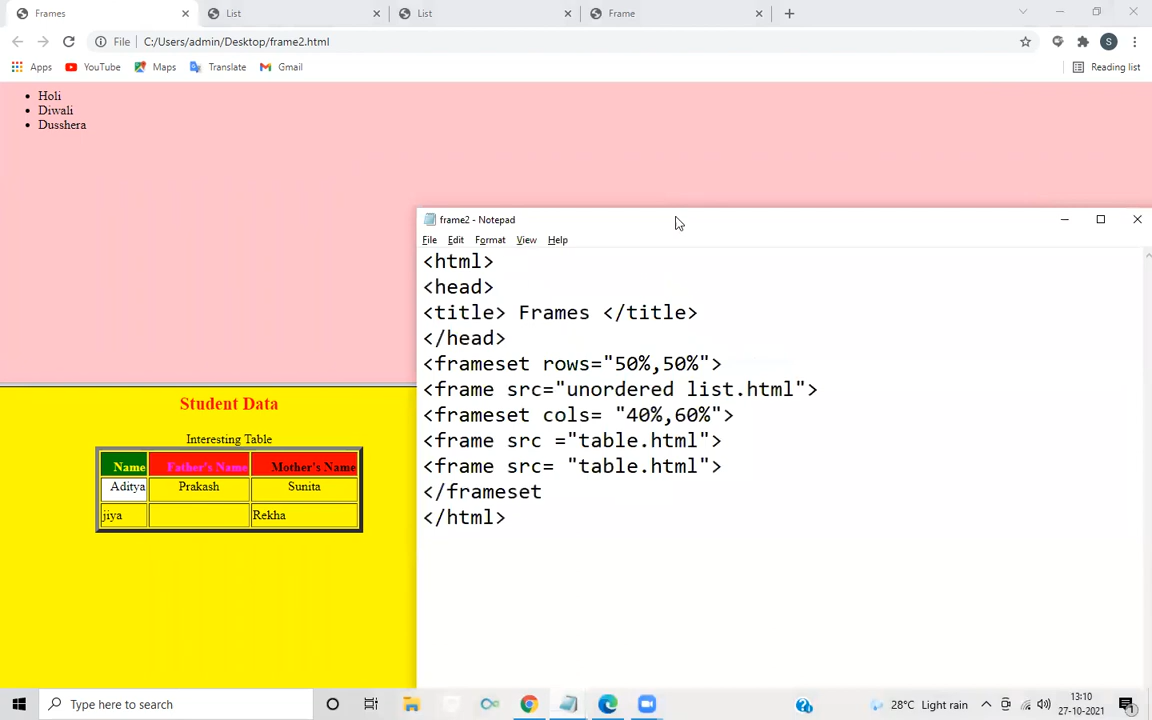 Frames
List
List
Frame
File
C:/Users/admin/Desktop/frame2.html
S
Apps
YouTube
Maps
Translate
Gmail
Reading list
Holi
Diwali
Dusshera
Student Data
Interesting Table
Name Father's Name Mother's Name
Aditya Prakash Sunita
jiya Rekha
frame2 - Notepad
File Edit Format View Help
<html>
<head>
<title> Frames </title>
</head>
<frameset rows="50%,50%">
<frame src="unordered list.html">
<frameset cols= "40%,60%">
<frame src ="table.html">
<frame src= "table.html">
</frameset
</html>
Type here to search
28°C Light rain
13:10
27-10-2021
1